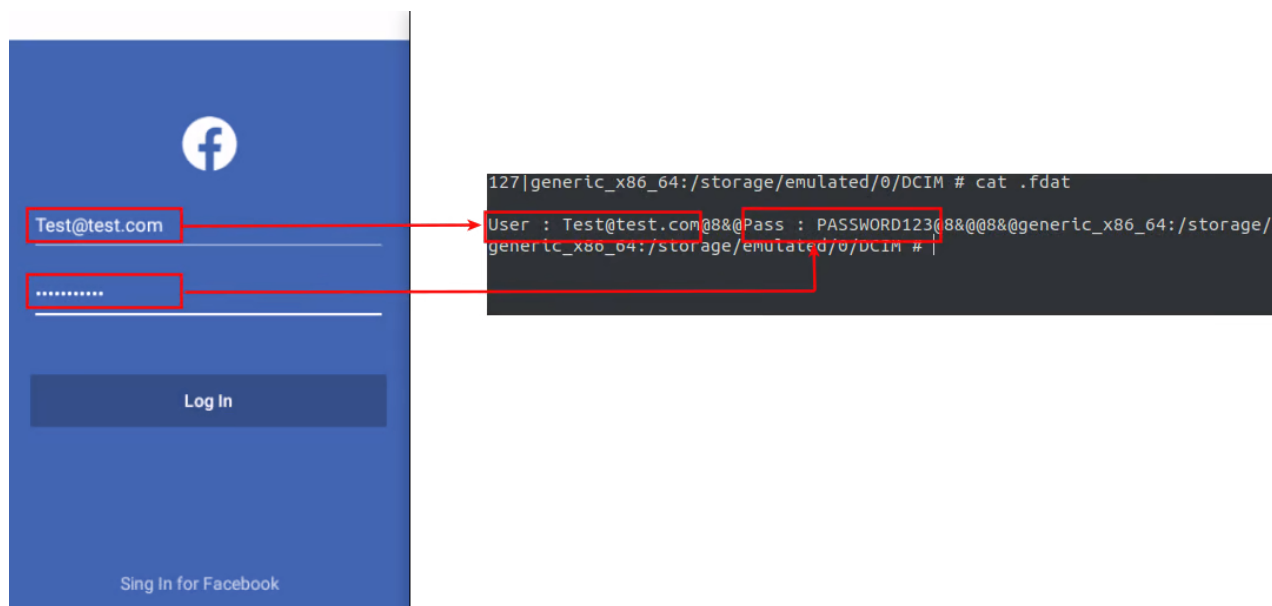 Test@test.com
...........
Log In
Sing In for Facebook
127|generic_x86_64:/storage/emulated/0/DCIM # cat .fdat
User : Test@test.com@8&@Pass : PASSWORD123@8&@@8&@generic_x86_64:/storage/
generic_x86_64:/storage/emulated/0/DCIM #